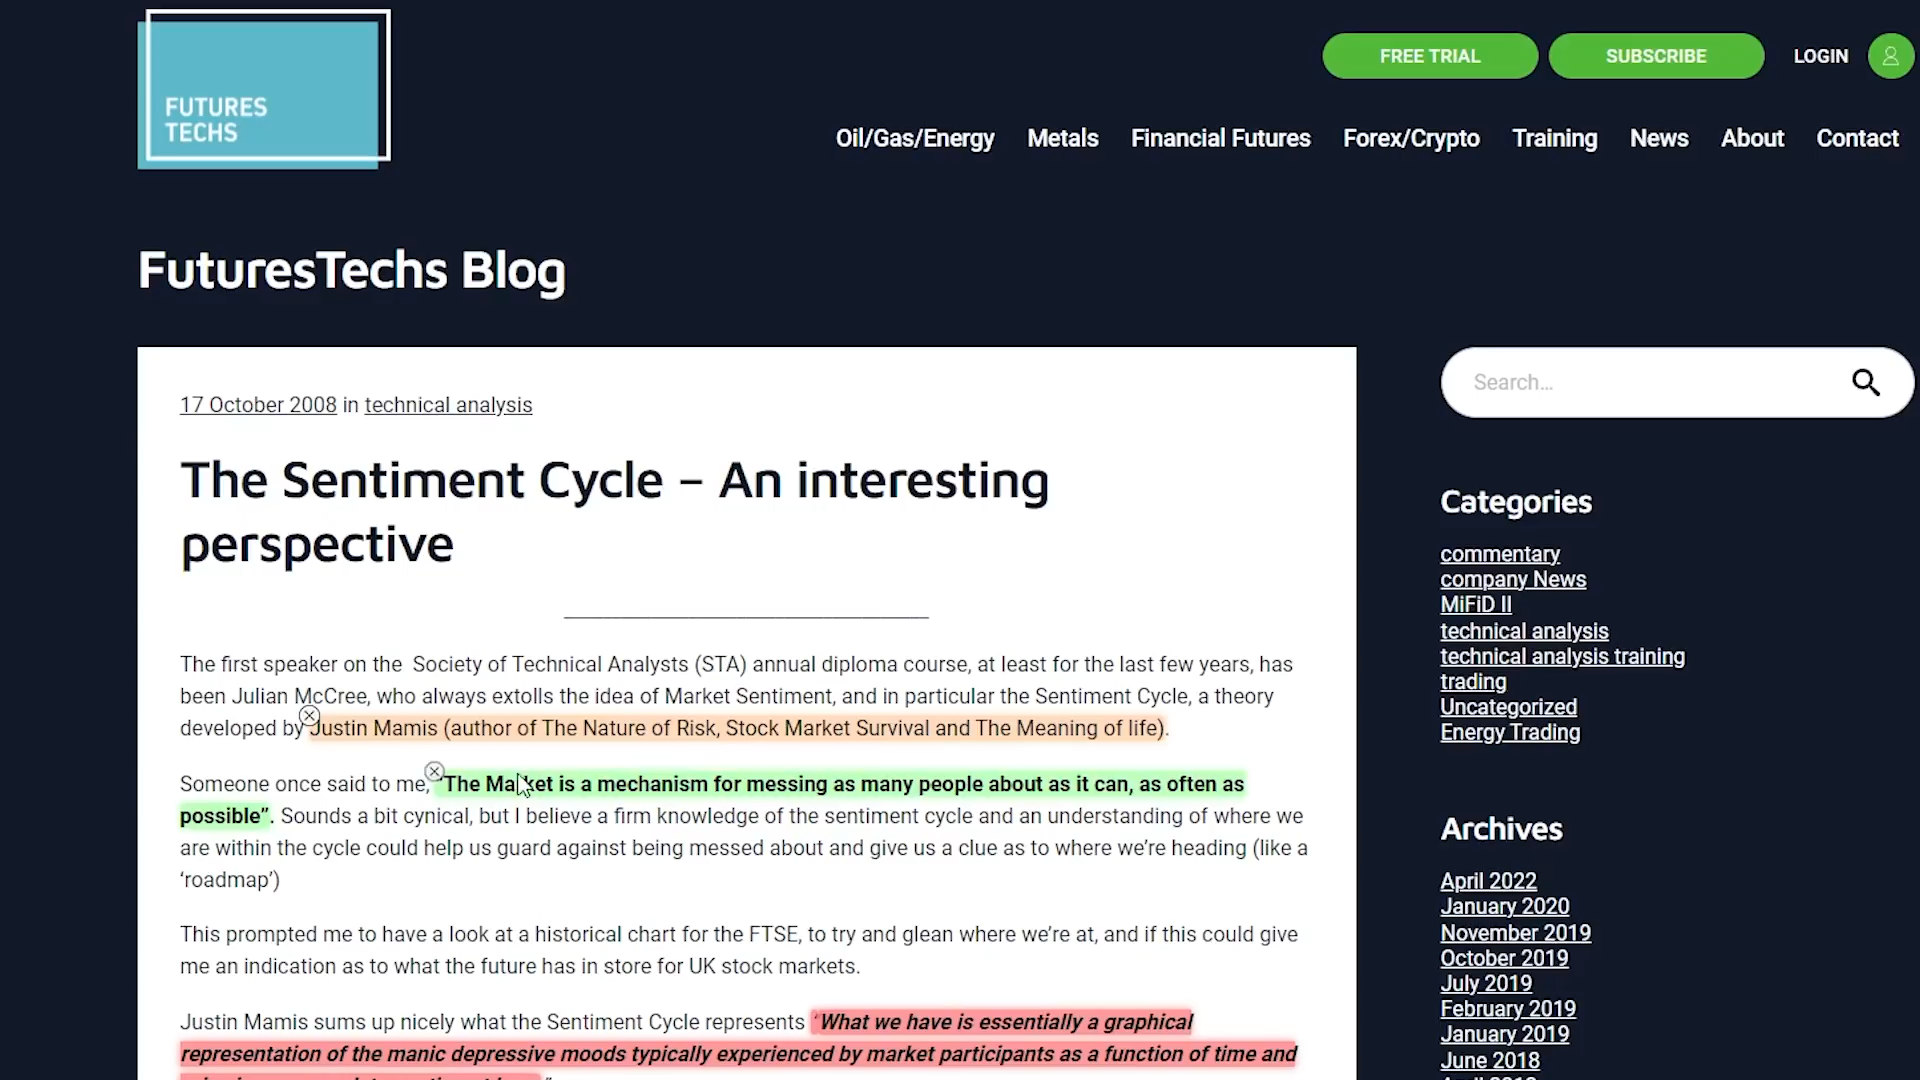 FREE TRIAL
SUBSCRIBE
LOGIN
FUTURES
TECHS
Oil/Gas/Energy Metals Financial Futures Forex/Crypto Training News About Contact
FuturesTechs Blog
17 October 2008 in technical analysis
The Sentiment Cycle – An interesting
perspective
The first speaker on the Society of Technical Analysts (STA) annual diploma course, at least for the last few years, has
been Julian McCree, who always extolls the idea of Market Sentiment, and in particular the Sentiment Cycle, a theory
developed by Justin Mamis (author of The Nature of Risk, Stock Market Survival and The Meaning of life).
Someone once said to me, “The Market is a mechanism for messing as many people about as it can, as often as
possible”. Sounds a bit cynical, but I believe a firm knowledge of the sentiment cycle and an understanding of where we
are within the cycle could help us guard against being messed about and give us a clue as to where we’re heading (like a
‘roadmap’)
This prompted me to have a look at a historical chart for the FTSE, to try and glean where we’re at, and if this could give
me an indication as to what the future has in store for UK stock markets.
Justin Mamis sums up nicely what the Sentiment Cycle represents “What we have is essentially a graphical
representation of the manic depressive moods typically experienced by market participants as a function of time and
Search...
Categories
commentary
company News
MiFiD II
technical analysis
technical analysis training
trading
Uncategorized
Energy Trading
Archives
April 2022
January 2020
November 2019
October 2019
July 2019
February 2019
January 2019
June 2018